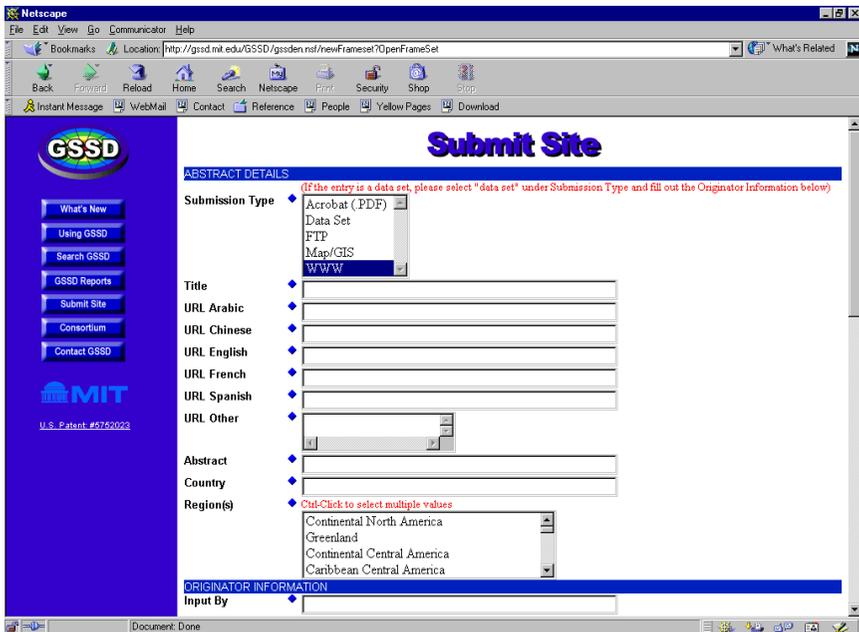 Netscape
File Edit View Go Communicator Help
Bookmarks Location: http://gssd.mit.edu/GSSD/gssden.nsf/newFrameset?OpenFrameSet What's Related
Back Forward Reload Home Search Netscape Print Security Shop Stop
Instant Message WebMail Contact Reference People Yellow Pages Download
GSSD
What's New
Using GSSD
Search GSSD
GSSD Reports
Submit Site
Consortium
Contact GSSD
MIT
U.S. Patent: #5752023
Submit Site
ABSTRACT DETAILS
(If the entry is a data set, please select "data set" under Submission Type and fill out the Originator Information below)
Submission Type
Acrobat (.PDF)
Data Set
FTP
Map/GIS
WWW
Title
URL Arabic
URL Chinese
URL English
URL French
URL Spanish
URL Other
Abstract
Country
Region(s)
Ctrl-Click to select multiple values
Continental North America
Greenland
Continental Central America
Caribbean Central America
ORIGINATOR INFORMATION
Input By
Document: Done